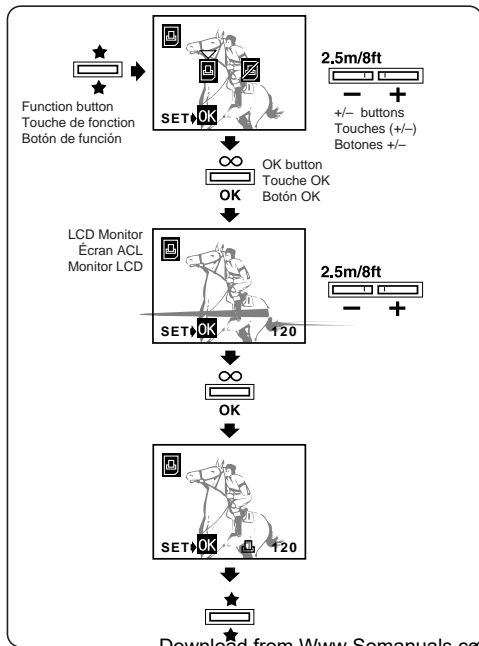 Function button
Touche de fonction
Botón de función
SET OK
2.5m/8ft
− +
+/− buttons
Touches (+/−)
Botones +/−
∞
OK
OK button
Touche OK
Botón OK
LCD Monitor
Écran ACL
Monitor LCD
SET OK 120
2.5m/8ft
− +
∞
OK
SET OK 120
Download from Www.Somanuals.co